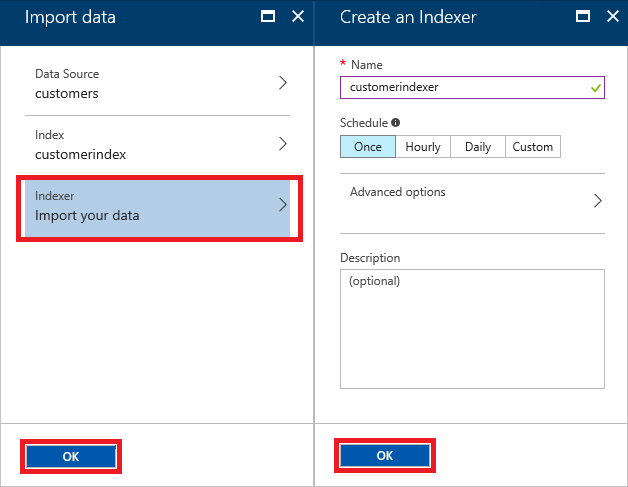 Import data
Data Source
customers
Index
customerindex
Indexer
Import your data
OK
Create an Indexer
* Name
customerindexer
Schedule
Once Hourly Daily Custom
Advanced options
Description
(optional)
OK